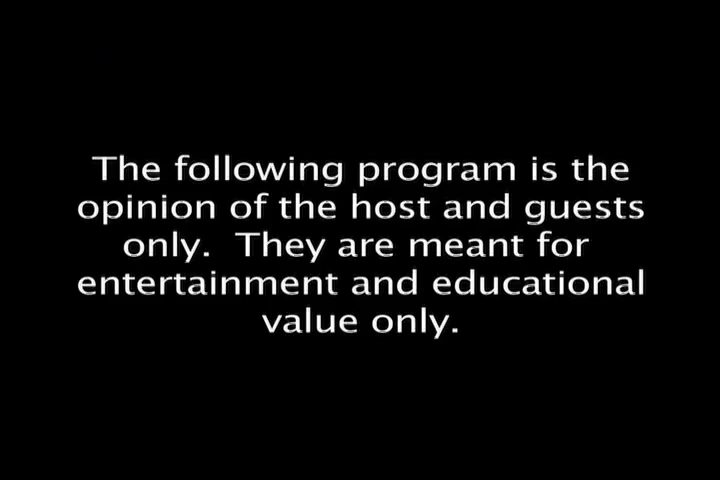 The following program is the
opinion of the host and guests
only.  They are meant for
entertainment and educational
value only.